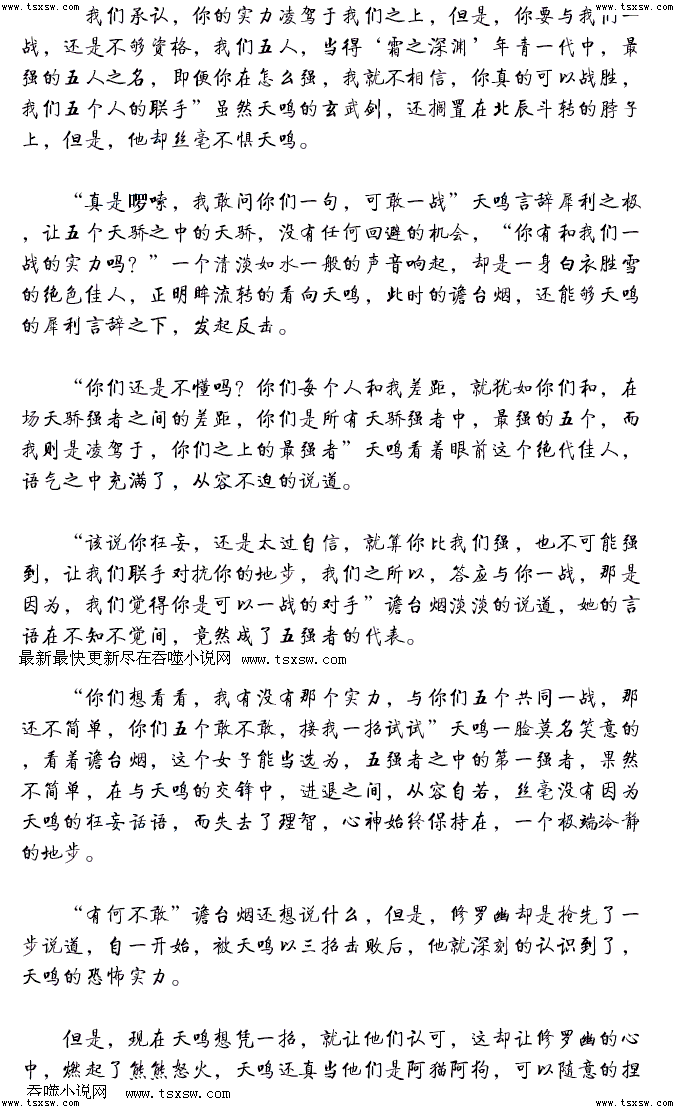 www.tsxsw.com www.tsxsw.com www.tsxsw.com www.tsxsw.com
我们承认，你的实力凌驾于我们之上，但是，你要与我们一
战，还是不够资格，我们五人，当得‘霜之深渊’年青一代中，最
强的五人之名，即便你在怎么强，我就不相信，你真的可以战胜，
我们五个人的联手”虽然天鸣的玄武剑，还搁置在北辰斗转的脖子
上，但是，他却丝毫不惧天鸣。
“真是啰嗦，我敢问你们一句，可敢一战”天鸣言辞犀利之极
，让五个天骄之中的天骄，没有任何回避的机会，“你有和我们一
战的实力吗？”一个清淡如水一般的声音响起，却是一身白衣胜雪
的绝色佳人，正明眸流转的看向天鸣，此时的谵台烟，还能够天鸣
的犀利言辞之下，发起反击。
“你们还是不懂吗？你们每个人和我差距，就犹如你们和，在
场天骄强者之间的差距，你们是所有天骄强者中，最强的五个，而
我则是凌驾于，你们之上的最强者”天鸣看着眼前这个绝代佳人，
语气之中充满了，从容不迫的说道。
“该说你狂妄，还是太过自信，就算你比我们强，也不可能强
到，让我们联手对抗你的地步，我们之所以，答应与你一战，那是
因为，我们觉得你是可以一战的对手”谵台烟淡淡的说道，她的言
语在不知不觉间，竟然成了五强者的代表。
最新最快更新尽在吞噬小说网 www.tsxsw.com
“你们想看看，我有没有那个实力，与你们五个共同一战，那
还不简单，你们五个敢不敢，接我一招试试”天鸣一脸莫名笑意的
，看着谵台烟，这个女子能当选为，五强者之中的第一强者，果然
不简单，在与天鸣的交锋中，进退之间，从容自若，丝毫没有因为
天鸣的狂妄话语，而失去了理智，心神始终保持在，一个极端冷静
的地步。
“有何不敢”谵台烟还想说什么，但是，修罗幽却是抢先了一
步说道，自一开始，被天鸣以三招击败后，他就深刻的认识到了，
天鸣的恐怖实力。
但是，现在天鸣想凭一招，就让他们认可，这却让修罗幽的心
中，燃起了熊熊怒火，天鸣还真当他们是阿猫阿狗，可以随意的捏
吞噬小说网 www.tsxsw.com
www.tsxsw.com www.tsxsw.com www.tsxsw.com www.tsxsw.com